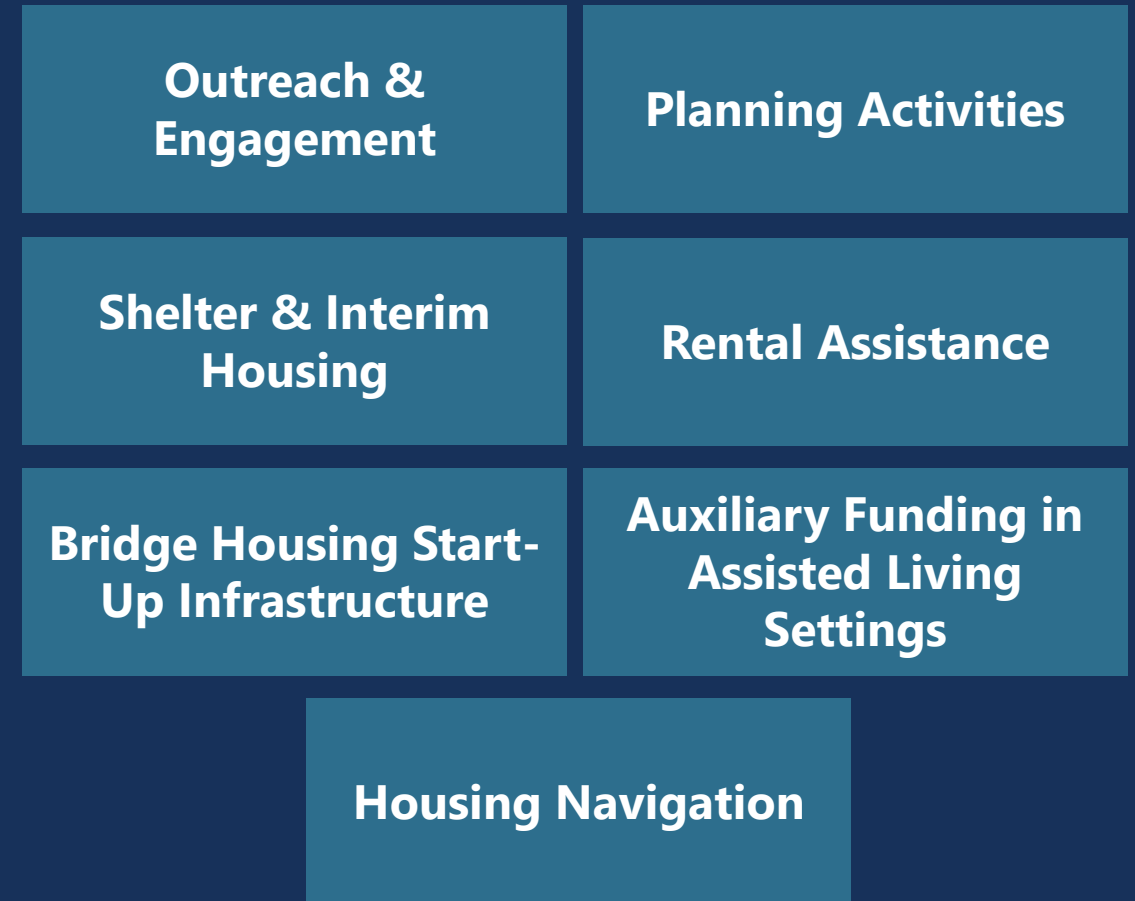 Outreach &
Engagement
Planning Activities
Shelter & Interim
Housing
Rental Assistance
Bridge Housing Start-
Up Infrastructure
Auxiliary Funding in
Assisted Living
Settings
Housing Navigation